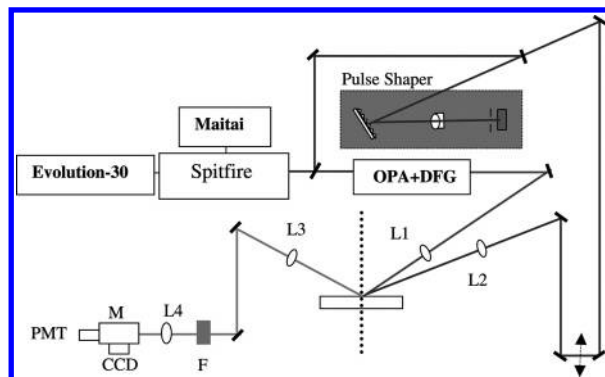 Pulse Shaper
Maitai
Evolution-30
Spitfire
OPA+DFG
L3
L1
L2
M
L4
PMT
CCD
F